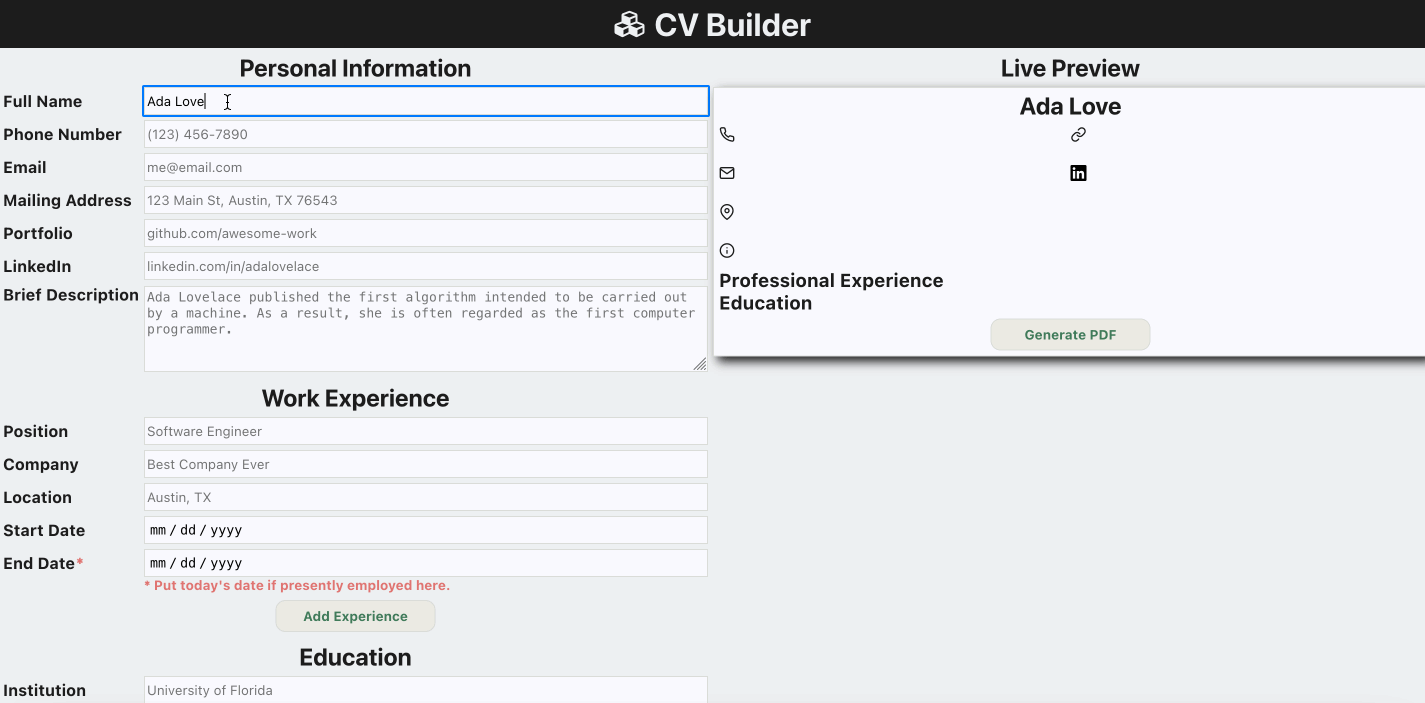 CV Builder
Personal Information
Full Name
Ada Love
Phone Number
(123) 456-7890
Email
me@email.com
Mailing Address
123 Main St, Austin, TX 76543
Portfolio
github.com/awesome-work
LinkedIn
linkedin.com/in/adalovelace
Brief Description
Ada Lovelace published the first algorithm intended to be carried out
by a machine. As a result, she is often regarded as the first computer
programmer.
Work Experience
Position
Software Engineer
Company
Best Company Ever
Location
Austin, TX
Start Date
mm / dd / yyyy
End Date*
mm / dd / yyyy
* Put today's date if presently employed here.
Add Experience
Education
Institution
University of Florida
Live Preview
Ada Love
in
Professional Experience
Education
Generate PDF